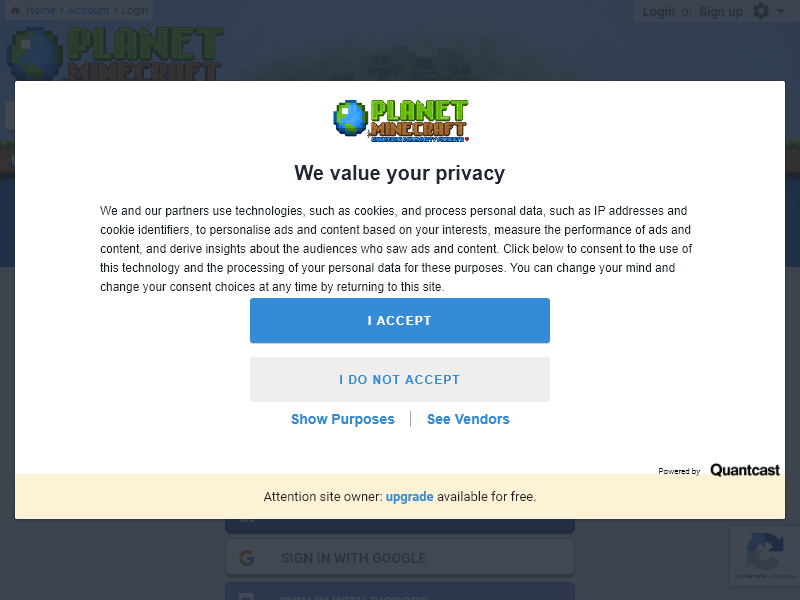 Home > Account > Login
Login or Sign up
PLANET
MINECRAFT
PLANET
MINECRAFT
We value your privacy
We and our partners use technologies, such as cookies, and process personal data, such as IP addresses and
cookie identifiers, to personalise ads and content based on your interests, measure the performance of ads and
content, and derive insights about the audiences who saw ads and content. Click below to consent to the use of
this technology and the processing of your personal data for these purposes. You can change your mind and
change your consent choices at any time by returning to this site.
I ACCEPT
I DO NOT ACCEPT
Show Purposes
See Vendors
Powered by Quantcast
Attention site owner: upgrade available for free.
SIGN IN WITH GOOGLE
SIGN IN WITH DISCORD